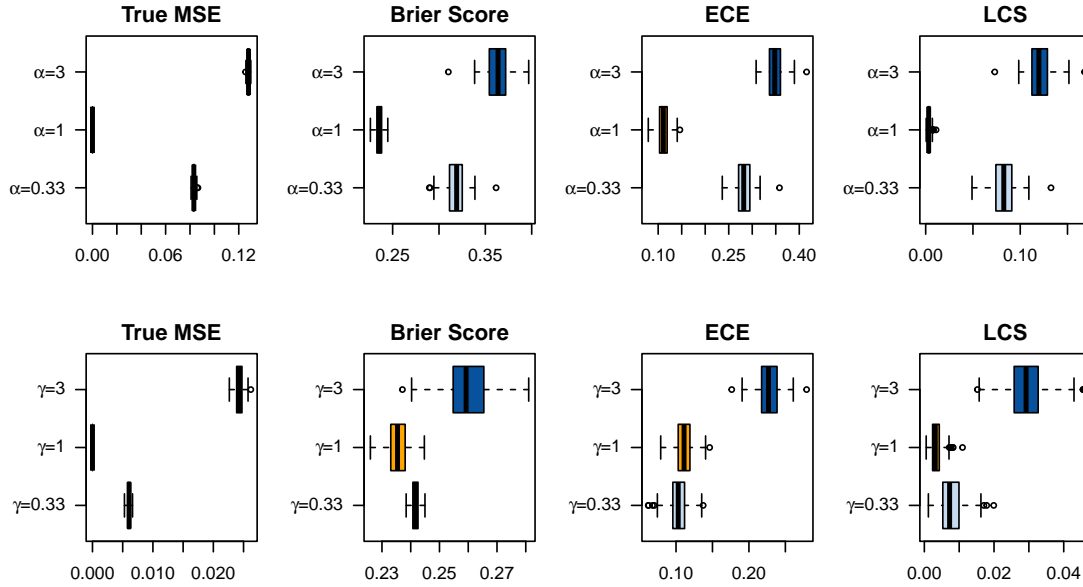 True MSE
Brier Score
ECE
LCS
α=3
α=3
α=3
α=3
α=1
α=1
α=1
α=1
α=0.33
α=0.33
α=0.33
α=0.33
0.00 0.06 0.12
0.25 0.35
0.10 0.25 0.40
0.00 0.10
True MSE
Brier Score
ECE
LCS
γ=3
γ=3
γ=3
γ=3
γ=1
γ=1
γ=1
γ=1
γ=0.33
γ=0.33
γ=0.33
γ=0.33
0.000 0.010 0.020
0.23 0.25 0.27
0.10 0.20
0.00 0.02 0.04